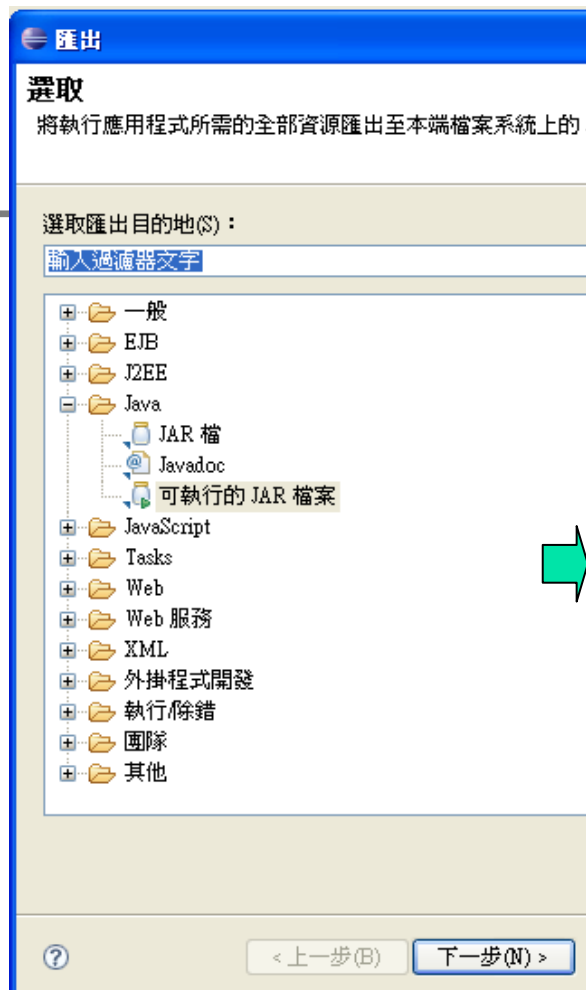 匯出
選取
將執行應用程式所需的全部資源匯出至本端檔案系統上的
選取匯出目的地(S)：
輸入過濾器文字
一般
EJB
J2EE
Java
JAR 檔
Javadoc
可執行的 JAR 檔案
JavaScript
Tasks
Web
Web 服務
XML
外掛程式開發
執行/除錯
團隊
其他
<上一步(B) 下一步(N) >